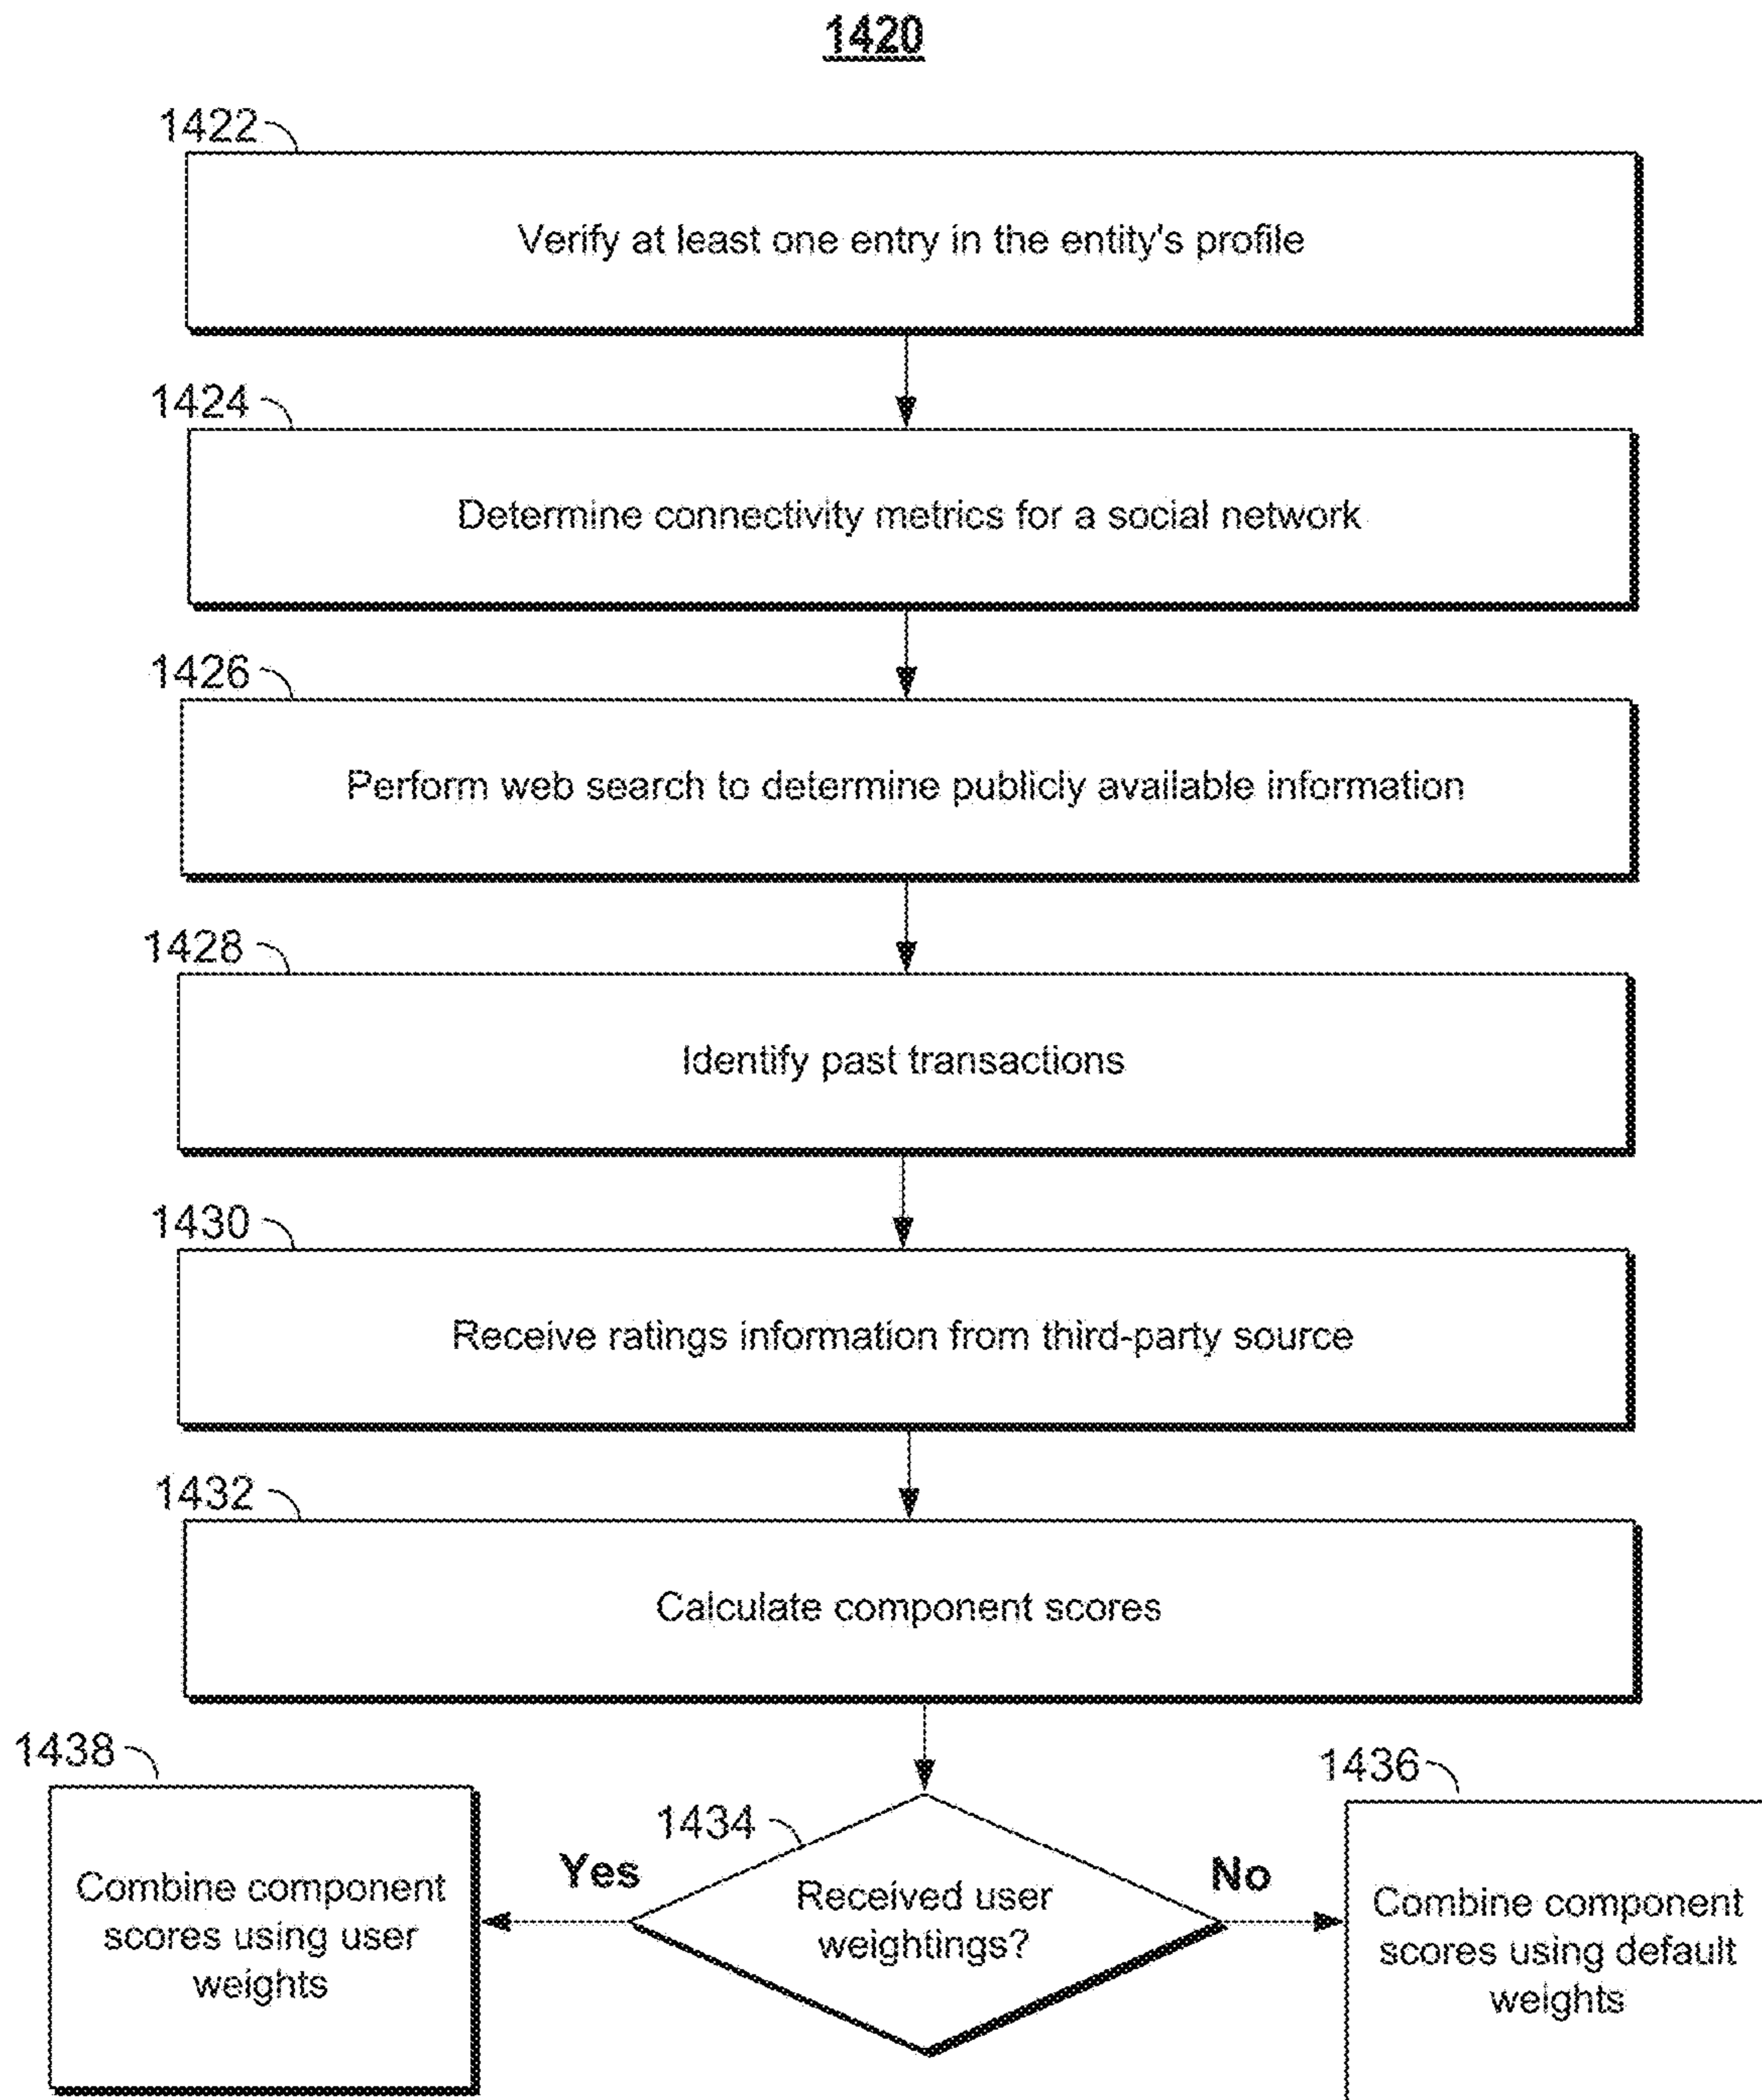 1420
1422
Verify at least one entry in the entity's profile
1424
Determine connectivity metrics for a social network
1426
Perform web search to determine publicly available information
1428
Identify past transactions
1430
Receive ratings information from third-party source
1432
Calculate component scores
1438
Combine component
scores using user
weights
1434
Yes
Received user
weightings?
No
1436
Combine component
scores using default
weights